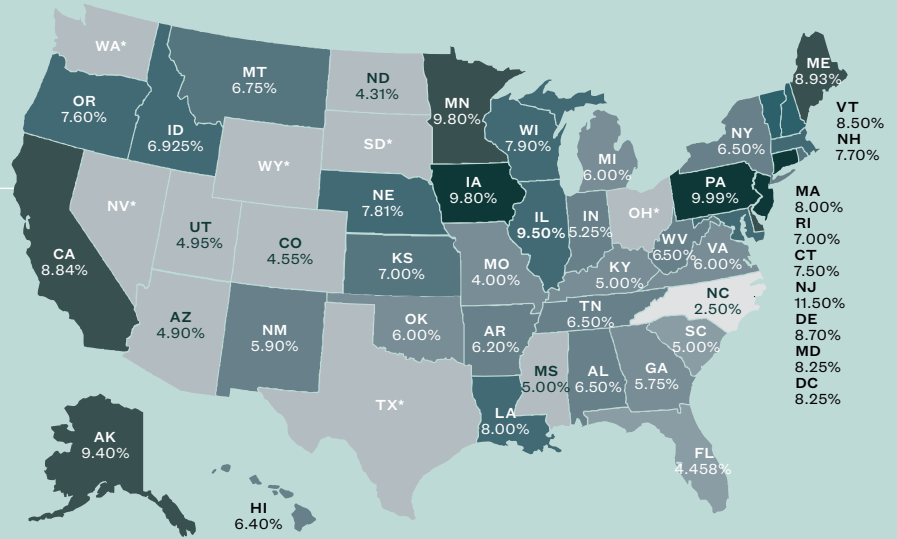 WA*
OR
7.60%
ID
6.925%
MT
6.75%
ND
4.31%
MN
9.80%
SD*
WY*
NV*
CA
8.84%
UT
4.95%
CO
4.55%
NE
7.81%
IA
9.80%
WI
7.90%
MI
6.00%
IL
9.50%
IN
5.25%
OH*
PA
9.99%
NY
6.50%
ME
8.93%
VT
8.50%
NH
7.70%
MA
8.00%
RI
7.00%
CT
7.50%
NJ
11.50%
DE
8.70%
MD
8.25%
DC
8.25%
KS
7.00%
MO
4.00%
KY
5.00%
WV
6.50%
VA
6.00%
NC
2.50%
TN
6.50%
SC
5.00%
AZ
4.90%
NM
5.90%
OK
6.00%
AR
6.20%
MS
5.00%
AL
6.50%
GA
5.75%
TX*
LA
8.00%
FL
4.458%
AK
9.40%
HI
6.40%